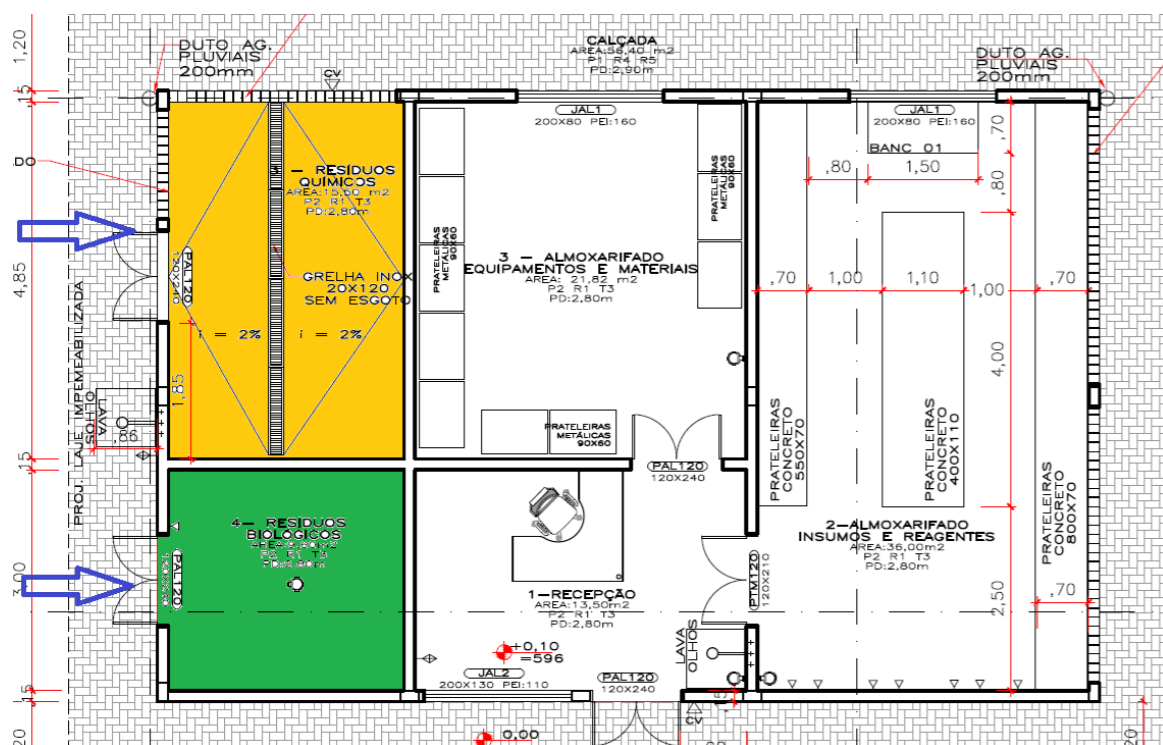 CALÇADA
AREA:56,40 m2
P1 R4 R5
PD:2,90m
DUTO AG.
PLUVIAIS
200mm
CV
DUTO AG.
PLUVIAIS
200mm
1,20
,15
4,85
15
3,00
15
20
JAL1
200X80 PEI:160
JAL1
200X80 PEI:160
BANC 01
,70
,80
,80
1,50
RESÍDUOS
QUÍMICOS
P2 R1 T3
PD:2,80m
PAL120
120X240
GRELHA INOX
20X120
SEM ESGOTO
i = 2%
i = 2%
1,85
PROJ. LAJE IMPEMEABILIZADA
LAVA
OLHOS
,86
PRATELEIRAS
METÁLICAS
90X60
PRATELEIRAS
METÁLICAS
90X60
3 - ALMOXARIFADO
EQUIPAMENTOS E MATERIAIS
AREA: 21,82 m2
P2 R1 T3
PD:2,80m
PRATELEIRAS
METÁLICAS
90X60
PAL120
120X240
,70
1,00
1,10
1,00
,70
4,00
PRATELEIRAS
CONCRETO
550X70
PRATELEIRAS
CONCRETO
400X110
PRATELEIRAS
CONCRETO
800X70
4- RESÍDUOS
BIOLÓGICOS
PAL120
1-RECEPÇÃO
AREA:13,50m2
P2 R1 T3
PD:2,80m
PTM120
120X210
2-ALMOXARIFADO
INSUMOS E REAGENTES
AREA:36,00m2
P2 R1 T3
PD:2,80m
2,50
,70
+0,10
=596
LAVA
OLHOS
JAL2
200X130 PEI:110
PAL120
120X240
CV
0,00
20